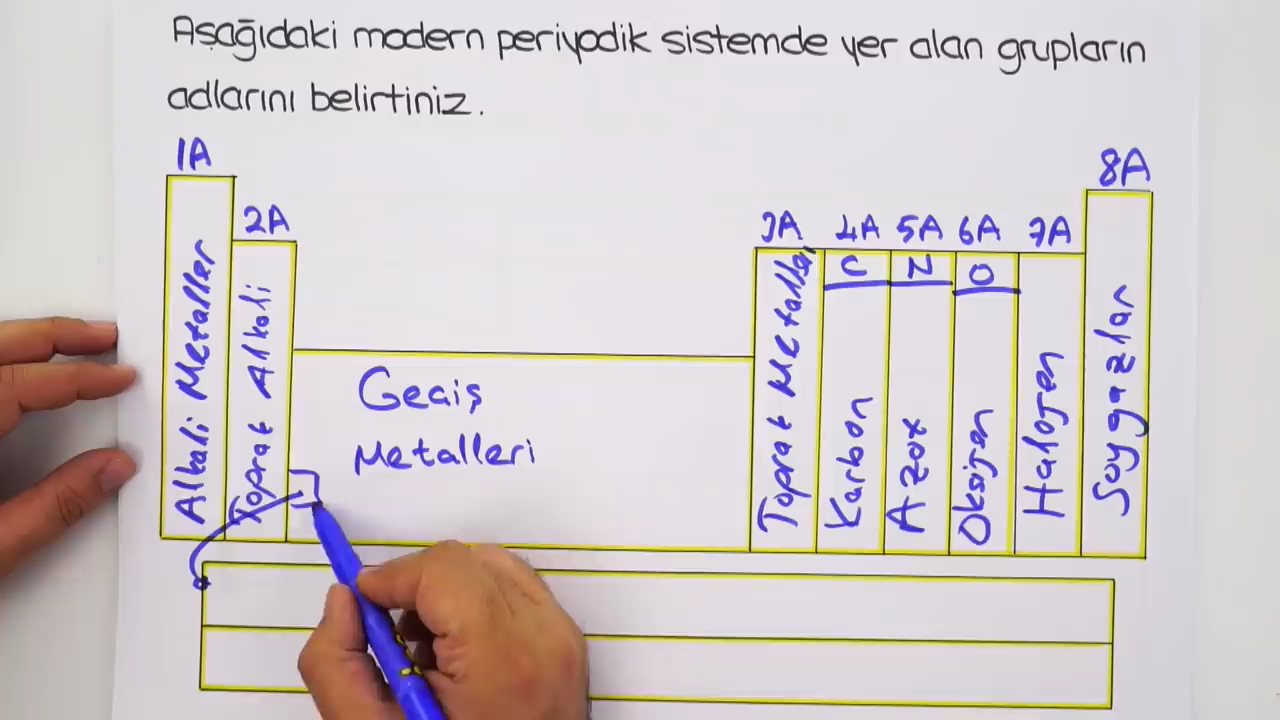 Aşağıdaki modern periyodik sistemde yer alan grupların
adlarını belirtiniz.
1A
2A
3A
4A
5A
6A
7A
8A
C
N
O
Alkali Metaller
Toprak Alkali
Geçiş
Metalleri
Toprak Metalleri
Karbon
Azot
Oksijen
Halojen
Soygazlar